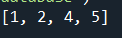 [1, 2, 4, 5]